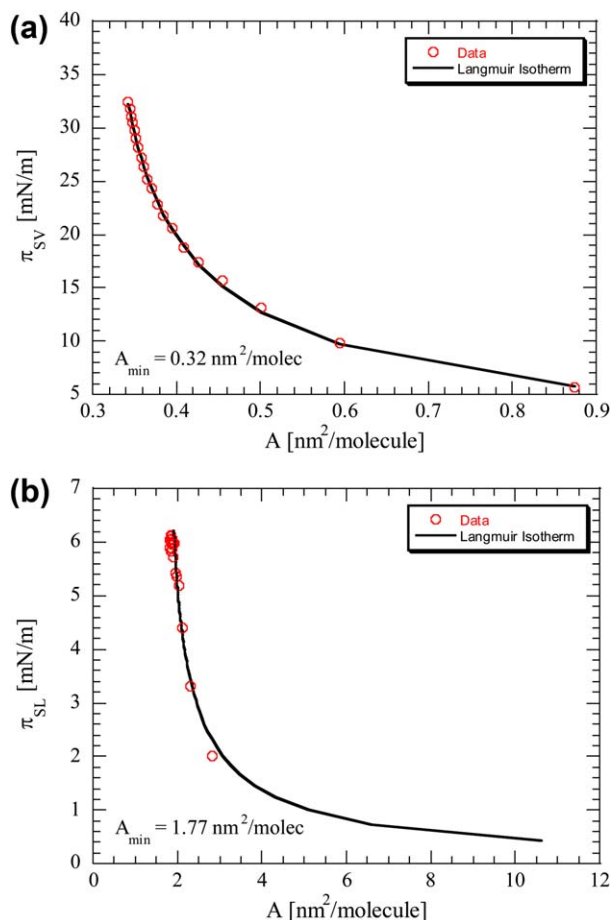 (a)
40
35
30
25
20
15
10
5
π_SV [mN/m]
Data
Langmuir Isotherm
A_min = 0.32 nm²/molec
0.3 0.4 0.5 0.6 0.7 0.8 0.9
A [nm²/molecule]
(b)
7
6
5
4
3
2
1
0
π_SL [mN/m]
Data
Langmuir Isotherm
A_min = 1.77 nm²/molec
0 2 4 6 8 10 12
A [nm²/molecule]